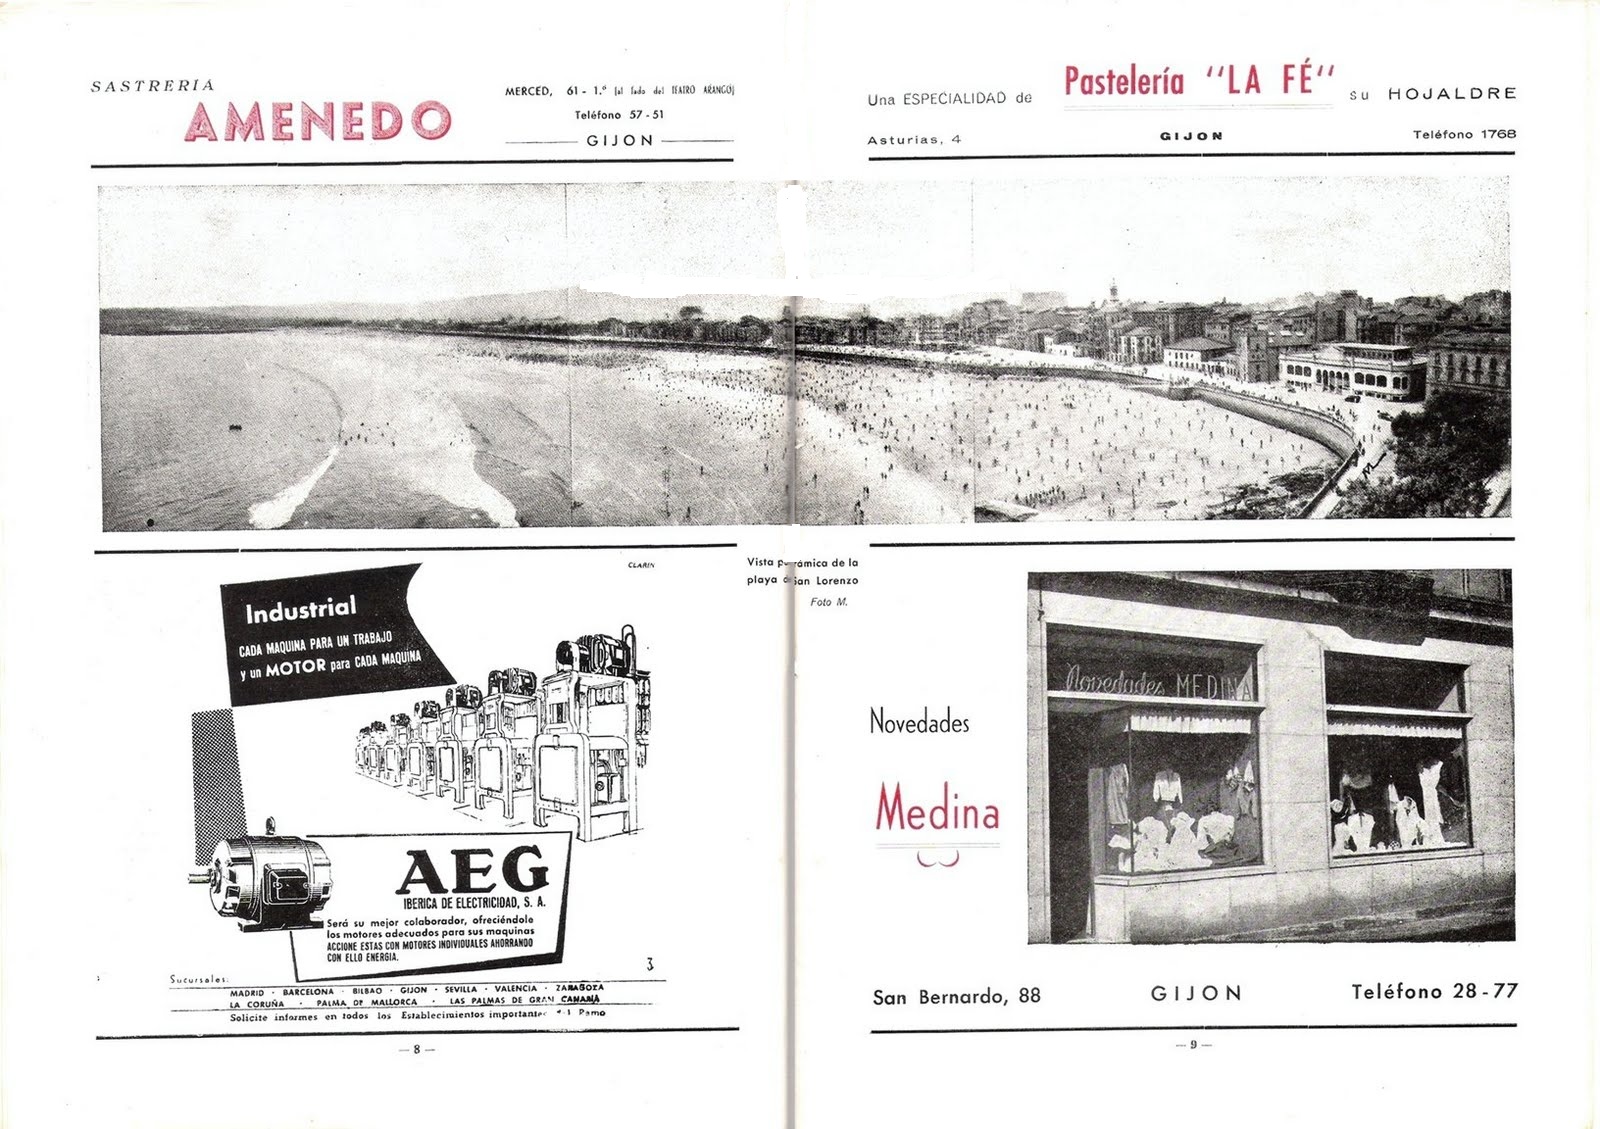 SASTRERIA
AMENEDO
MERCED, 61 - 1.º (al lado del TEATRO ARANGO)
Teléfono 57-51
GIJON
Pastelería "LA FÉ"
Una ESPECIALIDAD de
su HOJALDRE
Asturias, 4
GIJON
Teléfono 1768
CLARIN
Vista
rámica de la
playa
San Lorenzo
Foto M.
Industrial
CADA MAQUINA PARA UN TRABAJO
y un MOTOR para CADA MAQUINA
AEG
IBERICA DE ELECTRICIDAD, S. A.
Será su mejor colaborador, ofreciéndole
los motores adecuados para sus maquinas
ACCIONE ESTAS CON MOTORES INDIVIDUALES AHORRANDO
CON ELLO ENERGIA.
3
Sucursales:
MADRID · BARCELONA · BILBAO · GIJON · SEVILLA · VALENCIA · ZARAGOZA
LA CORUÑA · PALMA DE MALLORCA · LAS PALMAS DE GRAN CANARIA
Solicite informes en todos los Establecimientos importantes
— 8 —
Novedades MEDINA
Novedades
Medina
San Bernardo, 88
GIJON
Teléfono 28-77
— 9 —